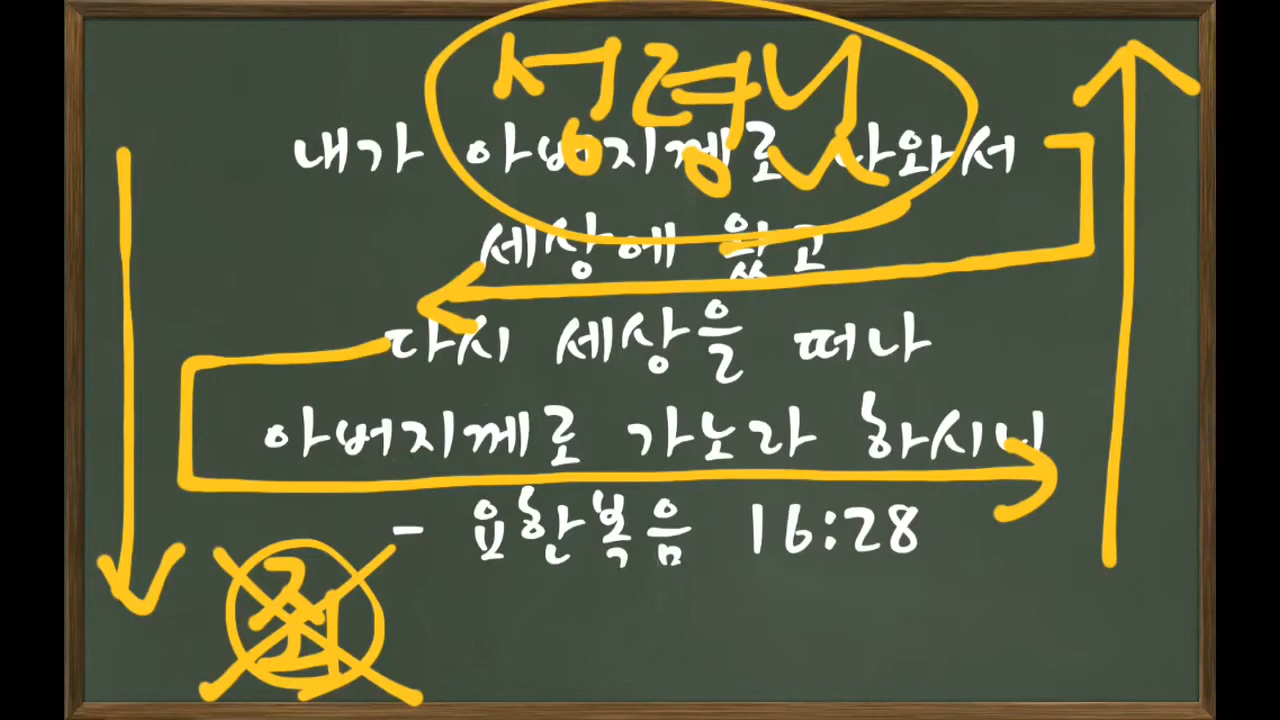 성령님
내가 아버지께로 나와서
세상에 왔고
다시 세상을 떠나
아버지께로 가노라 하시니
- 요한복음 16:28
죄